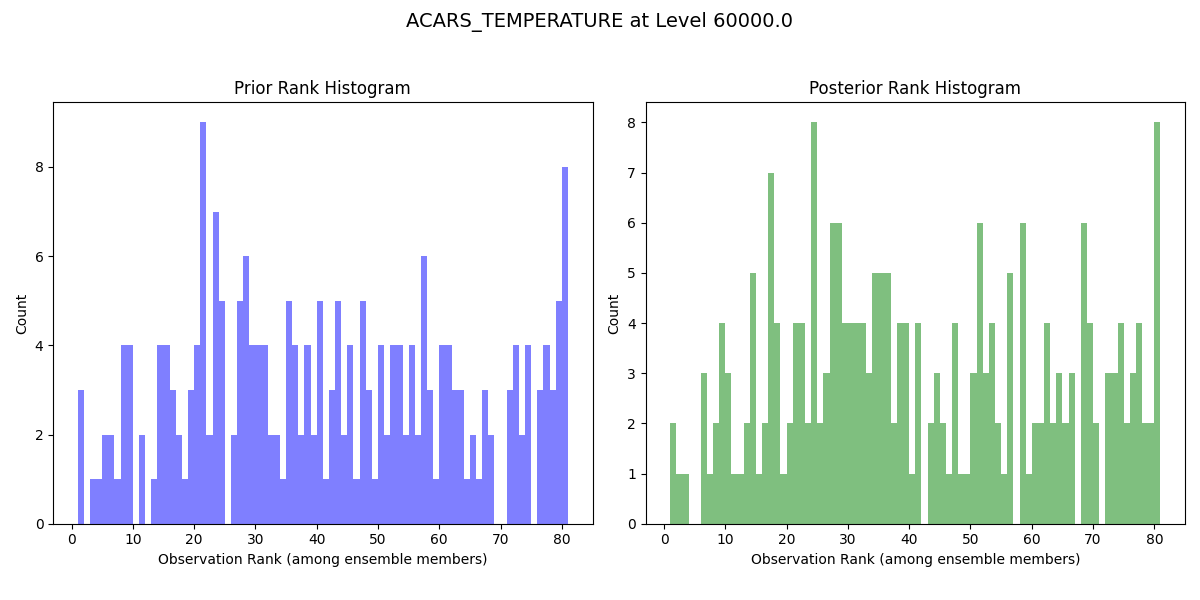 ACARS_TEMPERATURE at Level 60000.0
Prior Rank Histogram
Count
8
6
4
2
0
0 10 20 30 40 50 60 70 80
Observation Rank (among ensemble members)
Posterior Rank Histogram
Count
8
7
6
5
4
3
2
1
0
0 10 20 30 40 50 60 70 80
Observation Rank (among ensemble members)